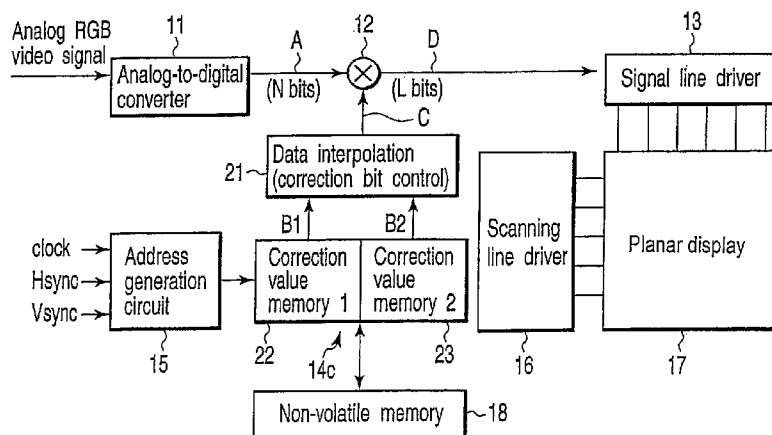 Analog RGB
video signal
11
Analog-to-digital
converter
A
(N bits)
12
D
(L bits)
13
Signal line driver
C
21
Data interpolation
(correction bit control)
B1
B2
clock
Hsync
Vsync
Address
generation
circuit
15
Correction
value
memory 1
Correction
value
memory 2
22
14c
23
Scanning
line driver
16
Planar display
17
Non-volatile memory
18